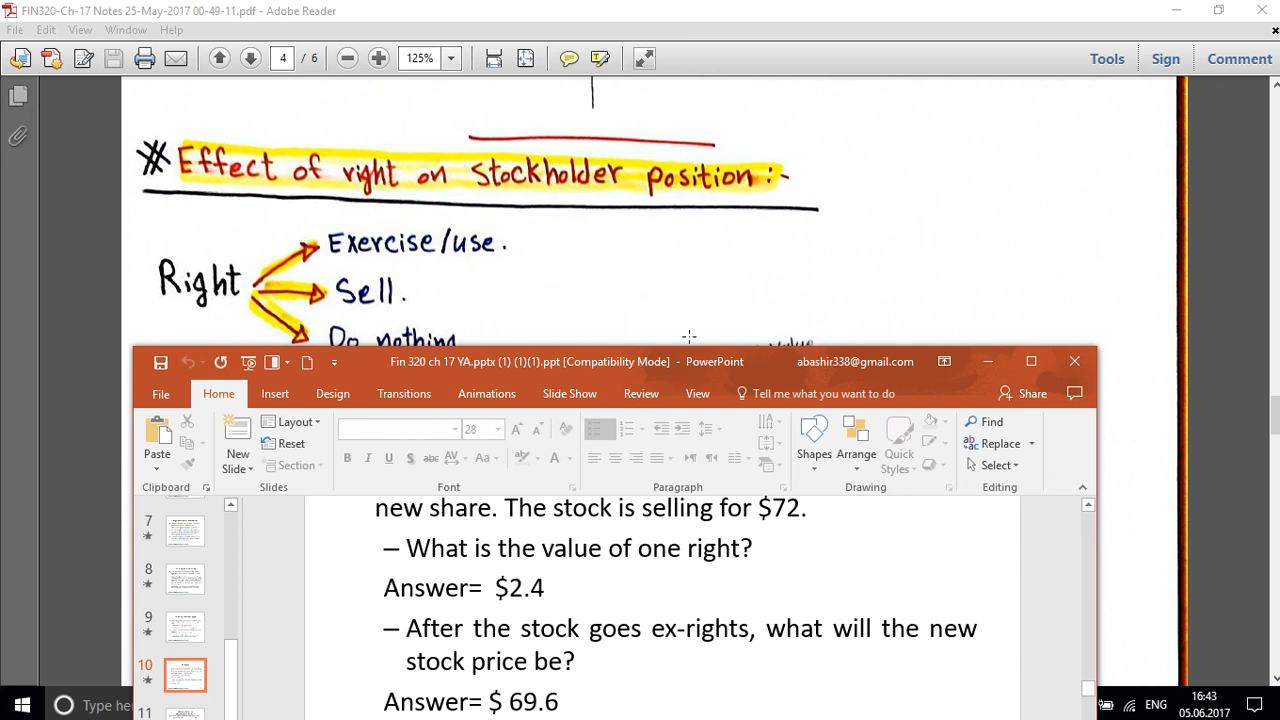 FIN320-Ch-17 Notes 25-May-2017 00-49-11.pdf - Adobe Reader
File Edit View Window Help
4 / 6 125% Tools Sign Comment
Effect of right on stockholder position :-
Right
Exercise/use.
Sell.
Do nothing
value
Fin 320 ch 17 YA.pptx (1) (1)(1).ppt [Compatibility Mode] - PowerPoint abashir338@gmail.com
File Home Insert Design Transitions Animations Slide Show Review View Tell me what you want to do Share
Paste New Slide Layout Reset Section 28 Shapes Arrange Quick Styles Find Replace Select
B I U S abc AV Aa A
Clipboard Slides Font Paragraph Drawing Editing
new share. The stock is selling for $72.
– What is the value of one right?
Answer= $2.4
– After the stock goes ex-rights, what will the new
stock price be?
Answer= $ 69.6
7
8
9
10
11
Type her
ENG 16:43
05.06.2017